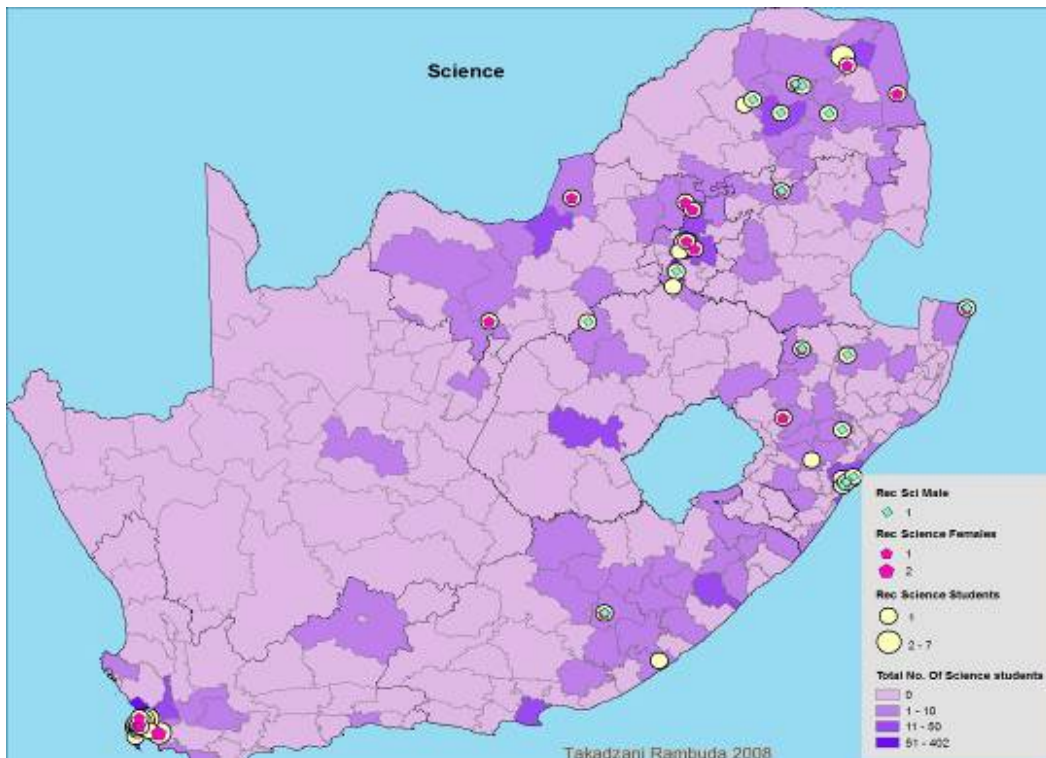 Science
Rec Sci Male
1
Rec Science Females
1
2
Rec Science Students
1
2 - 7
Total No. Of Science students
0
1 - 10
11 - 50
51 - 402
Takadzani Rambuda 2008